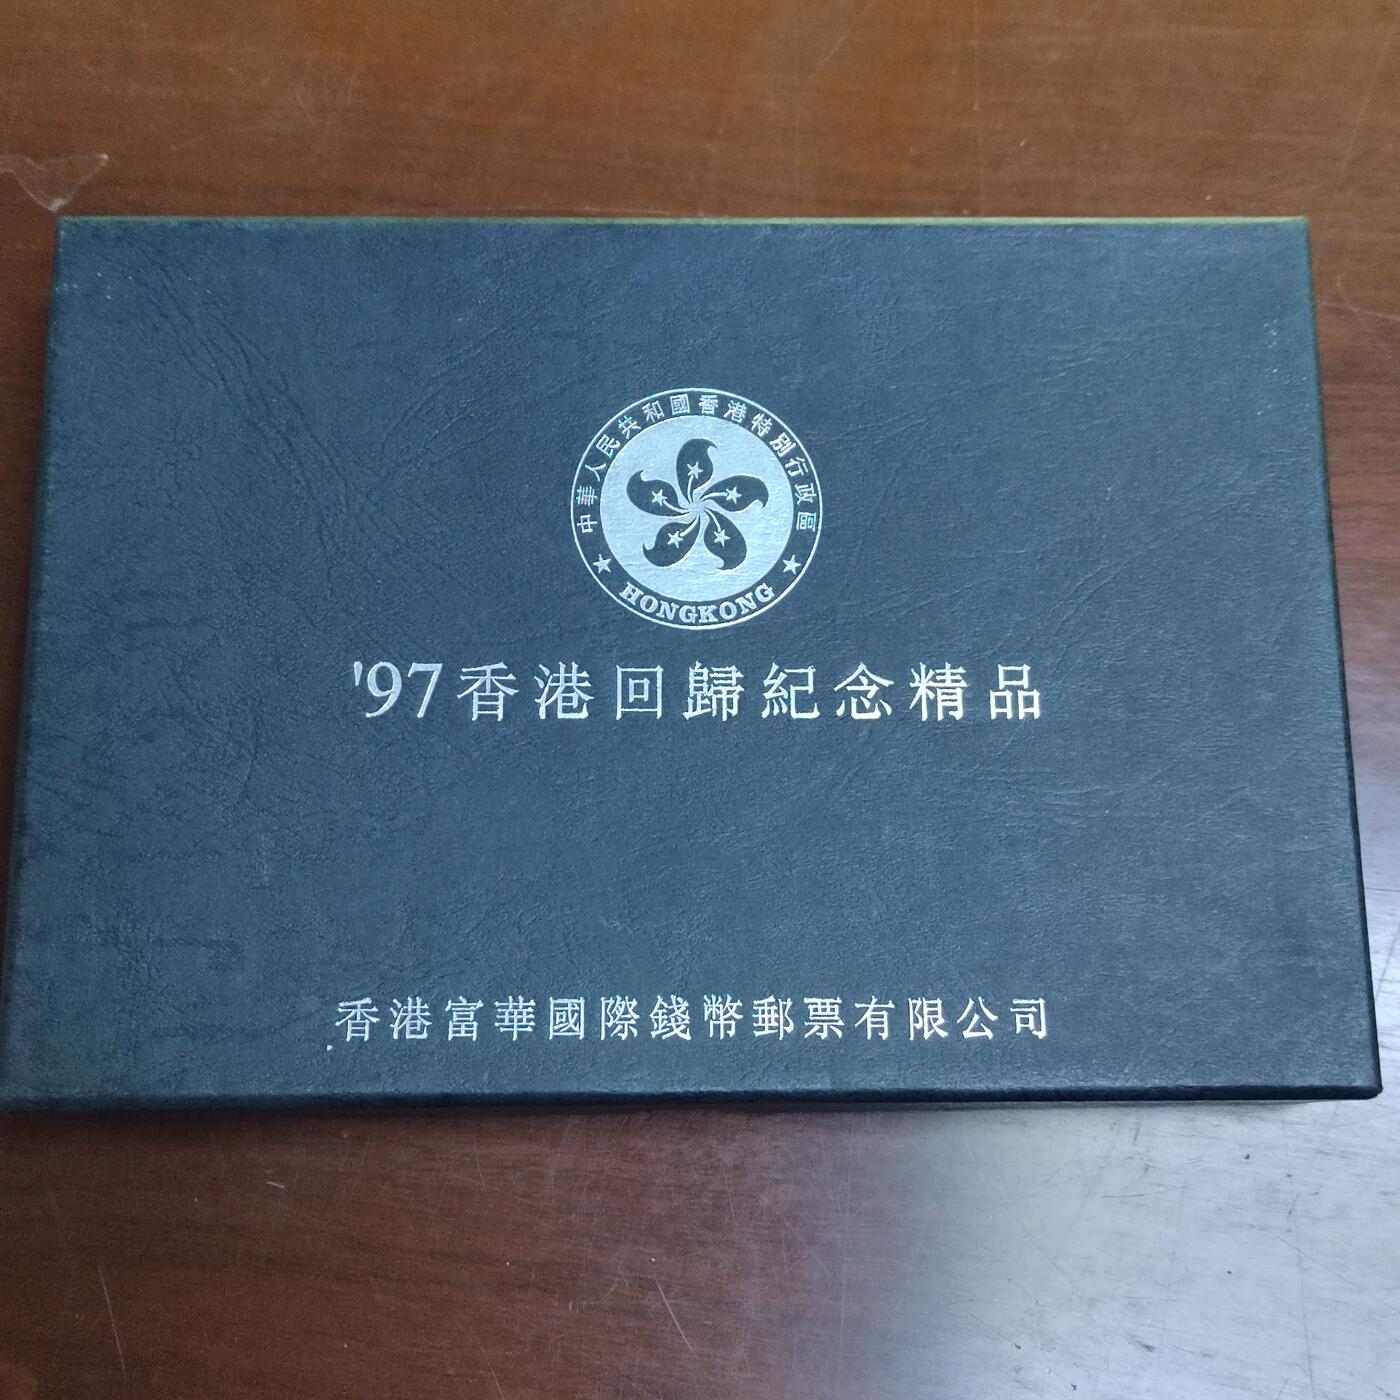 中華人民共和國香港特別行政區
HONGKONG
'97香港回歸紀念精品
香港富華國際錢幣郵票有限公司